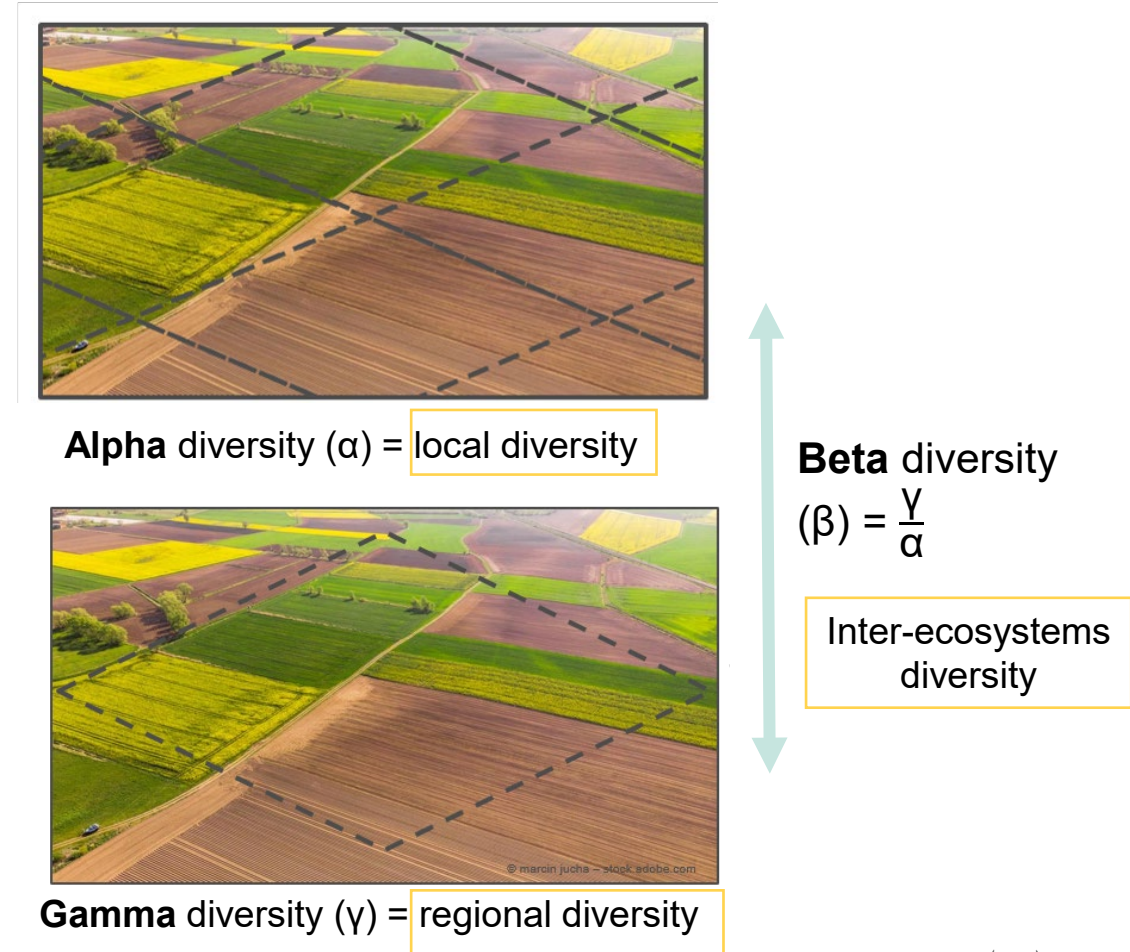 Alpha diversity (α) = local diversity
Beta diversity
(β) = γ/α
Inter-ecosystems
diversity
© marcin jucha – stock.adobe.com
Gamma diversity (γ) = regional diversity